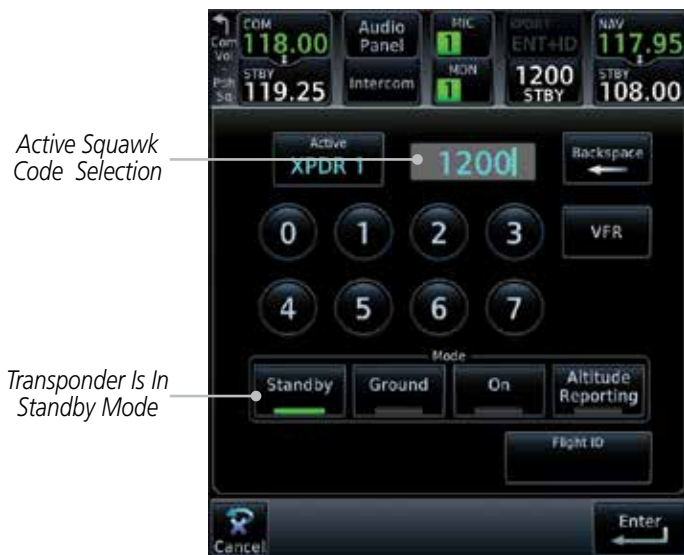 COM
118.00
STBY
119.25
Com
Vol
Psh
Sq
Audio
Panel
Intercom
MIC
1
MON
1
XPDR1
ENT+ID
1200
STBY
NAV
117.95
STBY
108.00
Active Squawk
Code Selection
Active
XPDR 1
1200
Backspace
0
1
2
3
VFR
4
5
6
7
Mode
Transponder Is In
Standby Mode
Standby
Ground
On
Altitude
Reporting
Flight ID
Cancel
Enter